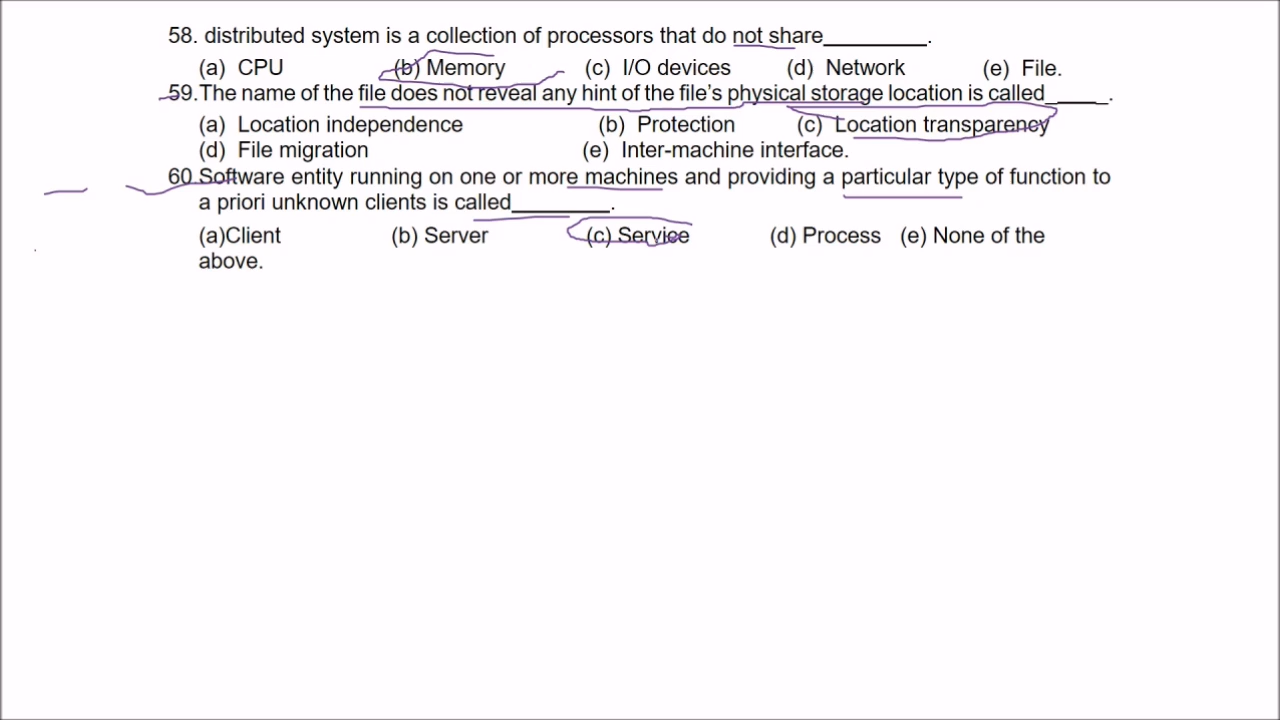 58. distributed system is a collection of processors that do not share_________.
(a) CPU (b) Memory (c) I/O devices (d) Network (e) File.
59.The name of the file does not reveal any hint of the file's physical storage location is called_____.
(a) Location independence (b) Protection (c) Location transparency
(d) File migration (e) Inter-machine interface.
60.Software entity running on one or more machines and providing a particular type of function to
a priori unknown clients is called________.
(a)Client (b) Server (c) Service (d) Process (e) None of the
above.